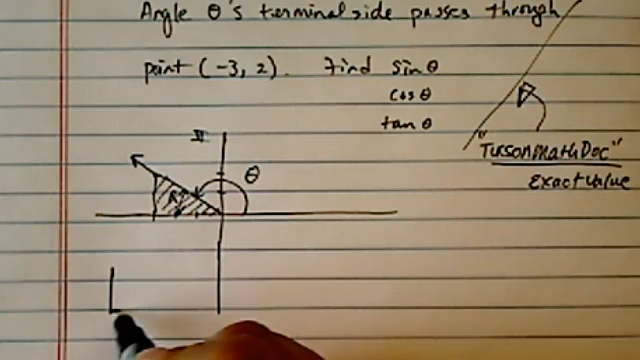 Angle θ's terminal side passes through
point (-3, 2). Find sin θ
cos θ
tan θ
"TucsonMathDoc"
Exact Value
II
θ